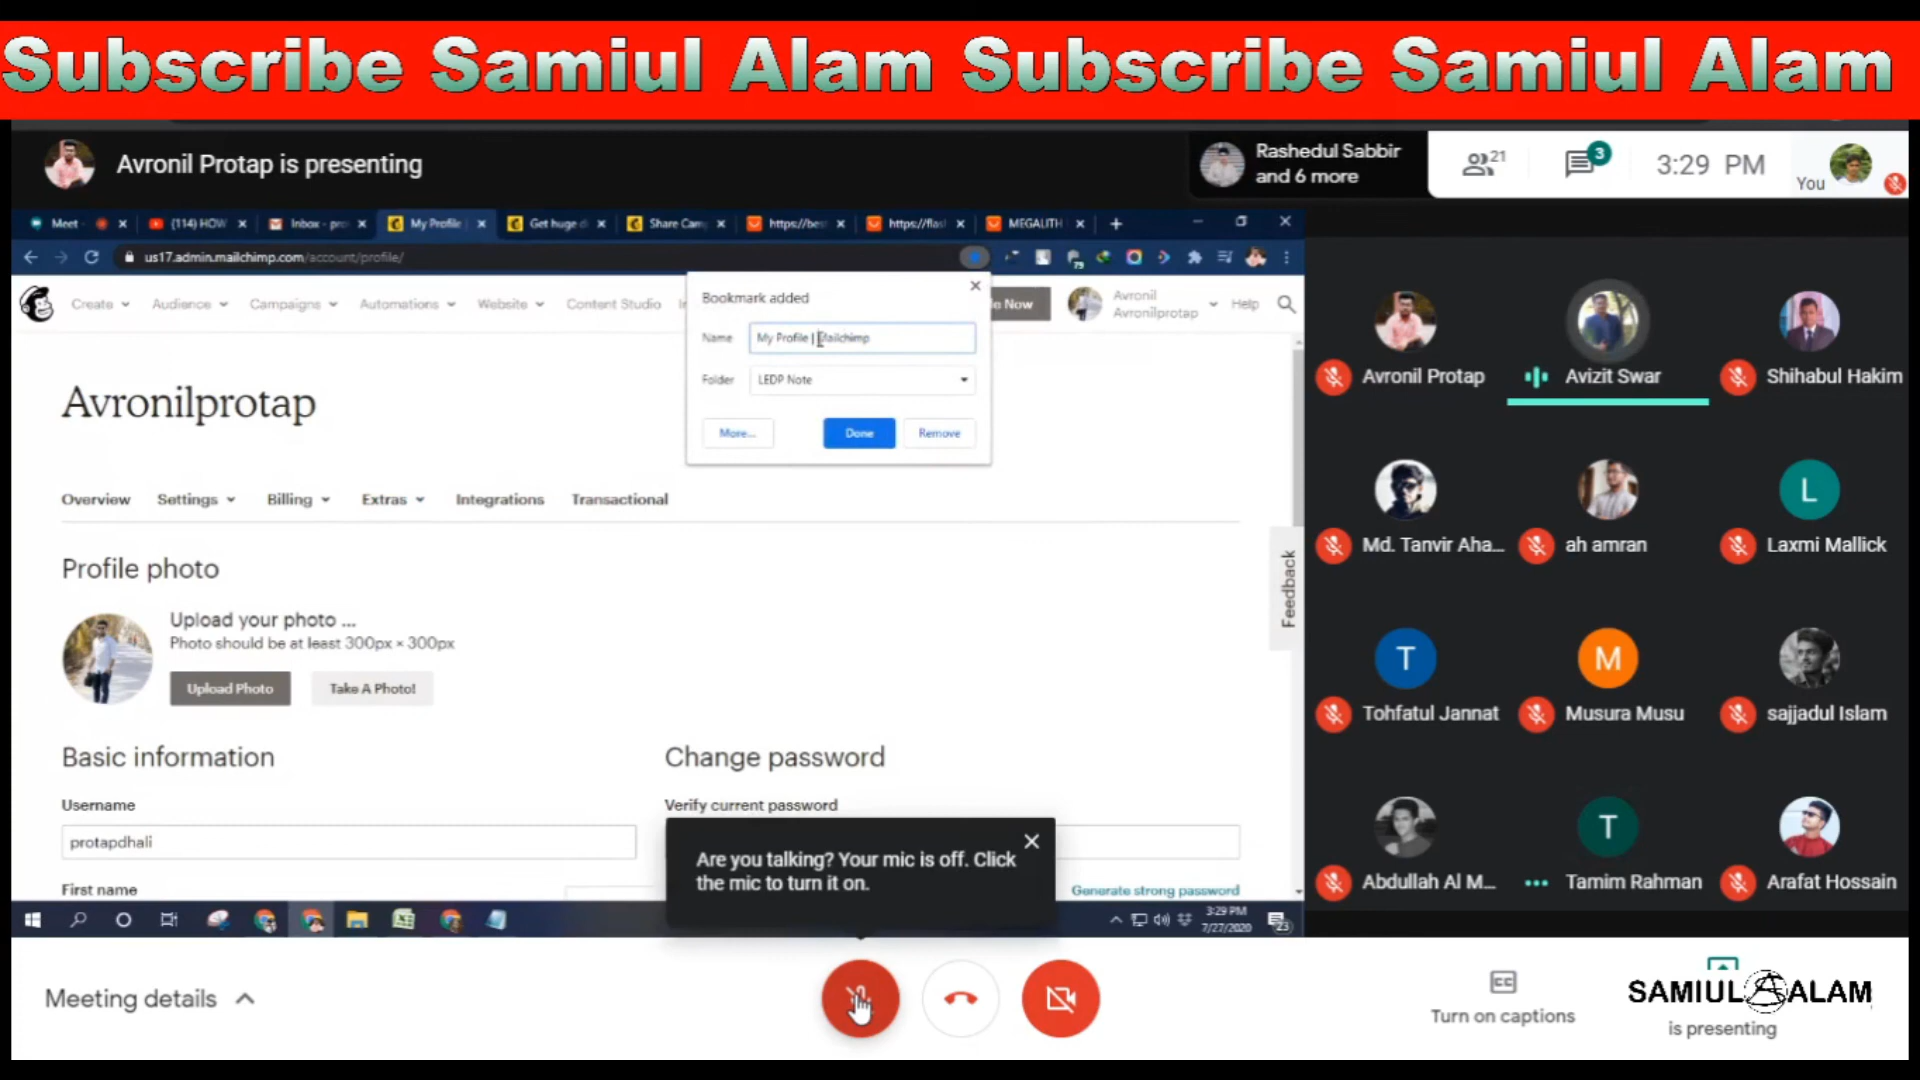 Subscribe Samiul Alam Subscribe Samiul Alam
Avronil Protap is presenting
Rashedul Sabbir
and 6 more
21
3
3:29 PM
You
Meet
(114) HOW
Inbox - pro
My Profile |
Get huge d
Share Cam
https://bes
https://flas
MEGALITH
us17.admin.mailchimp.com/account/profile/
75
Create
Audience
Campaigns
Automations
Website
Content Studio
Now
Avronil
Avronilprotap
Help
Bookmark added
Name
My Profile | Mailchimp
Folder
LEDP Note
More...
Done
Remove
Avronilprotap
Overview
Settings
Billing
Extras
Integrations
Transactional
Profile photo
Upload your photo ...
Photo should be at least 300px × 300px
Upload Photo
Take A Photo!
Feedback
Basic information
Change password
Username
Verify current password
protapdhali
First name
Generate strong password
Are you talking? Your mic is off. Click
the mic to turn it on.
3:29 PM
7/27/2020
23
Avronil Protap
Avizit Swar
Shihabul Hakim
Md. Tanvir Aha...
ah amran
L
Laxmi Mallick
T
Tohfatul Jannat
M
Musura Musu
sajjadul Islam
Abdullah Al M...
T
Tamim Rahman
Arafat Hossain
Meeting details
CC
Turn on captions
SAMIUL ALAM
is presenting